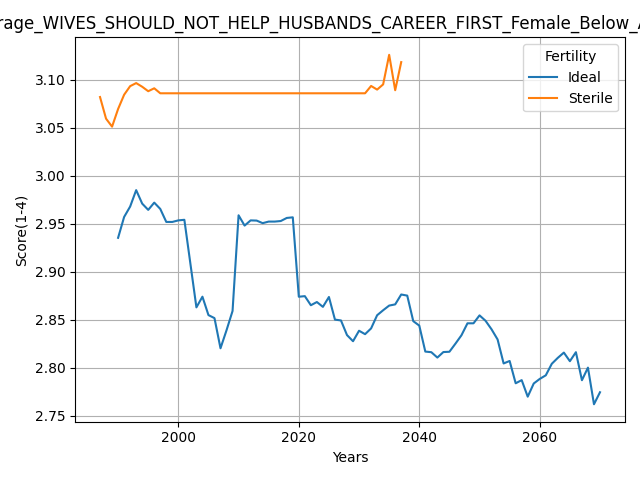 rage_WIVES_SHOULD_NOT_HELP_HUSBANDS_CAREER_FIRST_Female_Below_
Fertility
Ideal
Sterile
3.10
3.05
3.00
2.95
2.90
2.85
2.80
2.75
Score(1-4)
2000
2020
2040
2060
Years